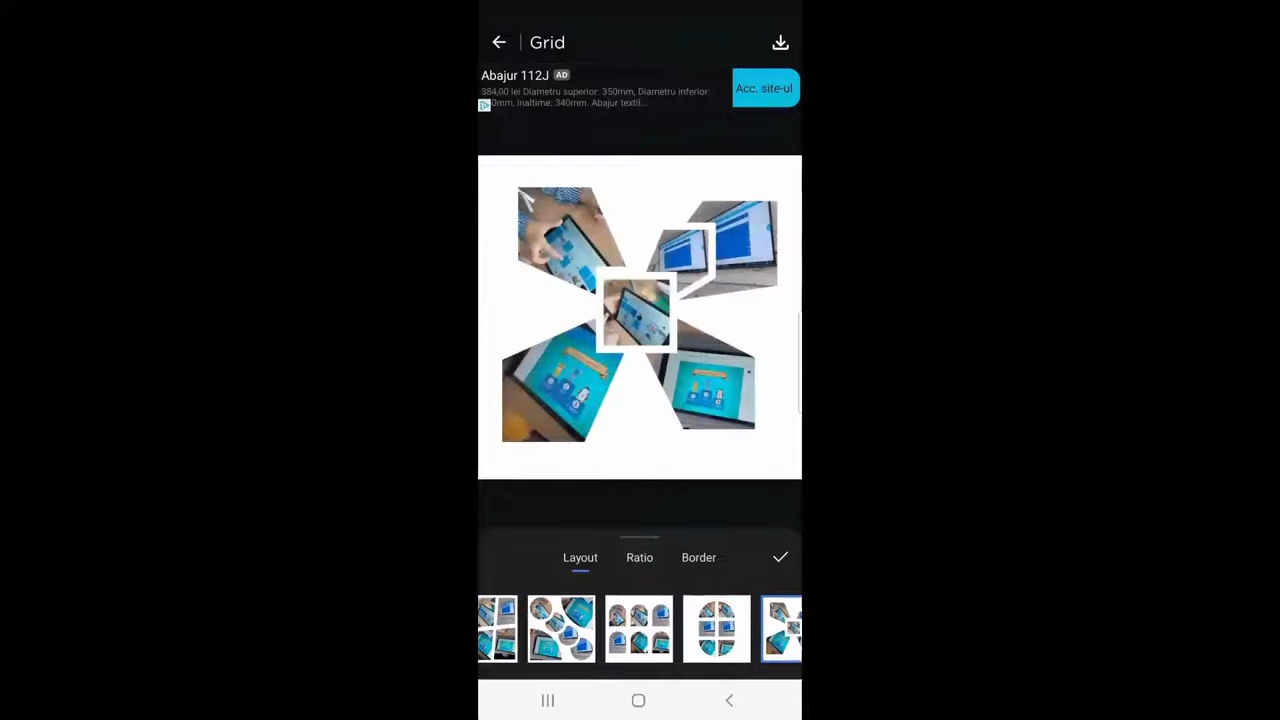 Grid
Abajur 112J AD
384,00 lei Diametru superior: 350mm, Diametru inferior:
0mm, Inaltime: 340mm. Abajur textil...
Acc. site-ul
Layout
Ratio
Border